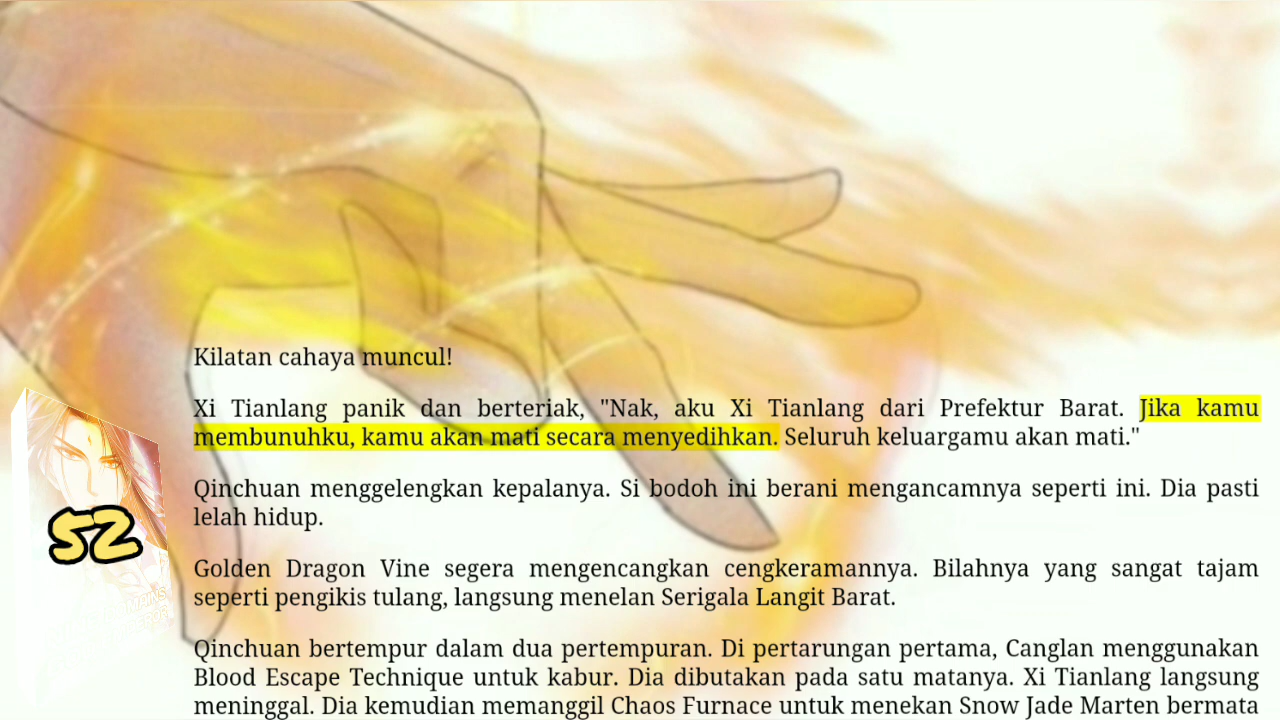 Kilatan cahaya muncul!
Xi Tianlang panik dan berteriak, "Nak, aku Xi Tianlang dari Prefektur Barat. Jika kamu
membunuhku, kamu akan mati secara menyedihkan. Seluruh keluargamu akan mati."
Qinchuan menggelengkan kepalanya. Si bodoh ini berani mengancamnya seperti ini. Dia pasti
lelah hidup.
Golden Dragon Vine segera mengencangkan cengkeramannya. Bilahnya yang sangat tajam
seperti pengikis tulang, langsung menelan Serigala Langit Barat.
Qinchuan bertempur dalam dua pertempuran. Di pertarungan pertama, Canglan menggunakan
Blood Escape Technique untuk kabur. Dia dibutakan pada satu matanya. Xi Tianlang langsung
meninggal. Dia kemudian memanggil Chaos Furnace untuk menekan Snow Jade Marten bermata
52